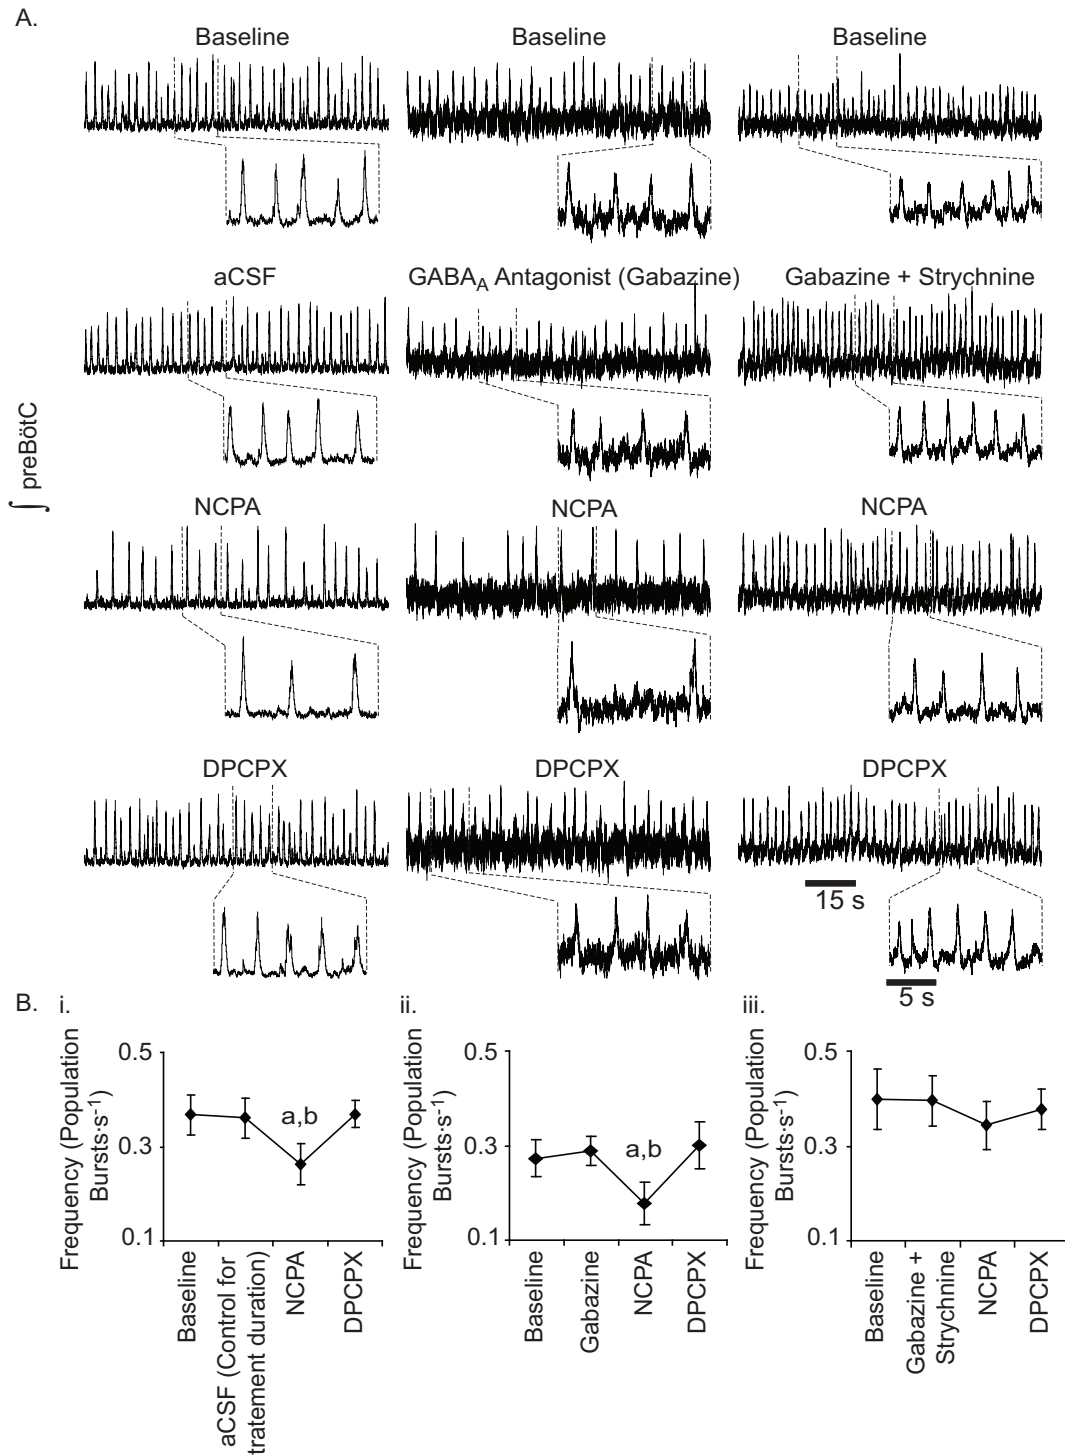 A.
Baseline Baseline Baseline
aCSF GABAA Antagonist (Gabazine) Gabazine + Strychnine
∫ preBötC
NCPA NCPA NCPA
DPCPX DPCPX DPCPX
15 s
5 s
B. i. ii. iii.
Frequency (Population
Bursts·s-1)
0.5
0.3
0.1
a,b
Baseline
aCSF (Control for
tratement duration)
NCPA
DPCPX
Frequency (Population
Bursts·s-1)
0.5
0.3
0.1
a,b
Baseline
Gabazine
NCPA
DPCPX
Frequency (Population
Bursts·s-1)
0.5
0.3
0.1
Baseline
Gabazine +
Strychnine
NCPA
DPCPX